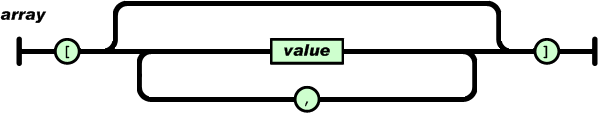 array
[ value ]
,